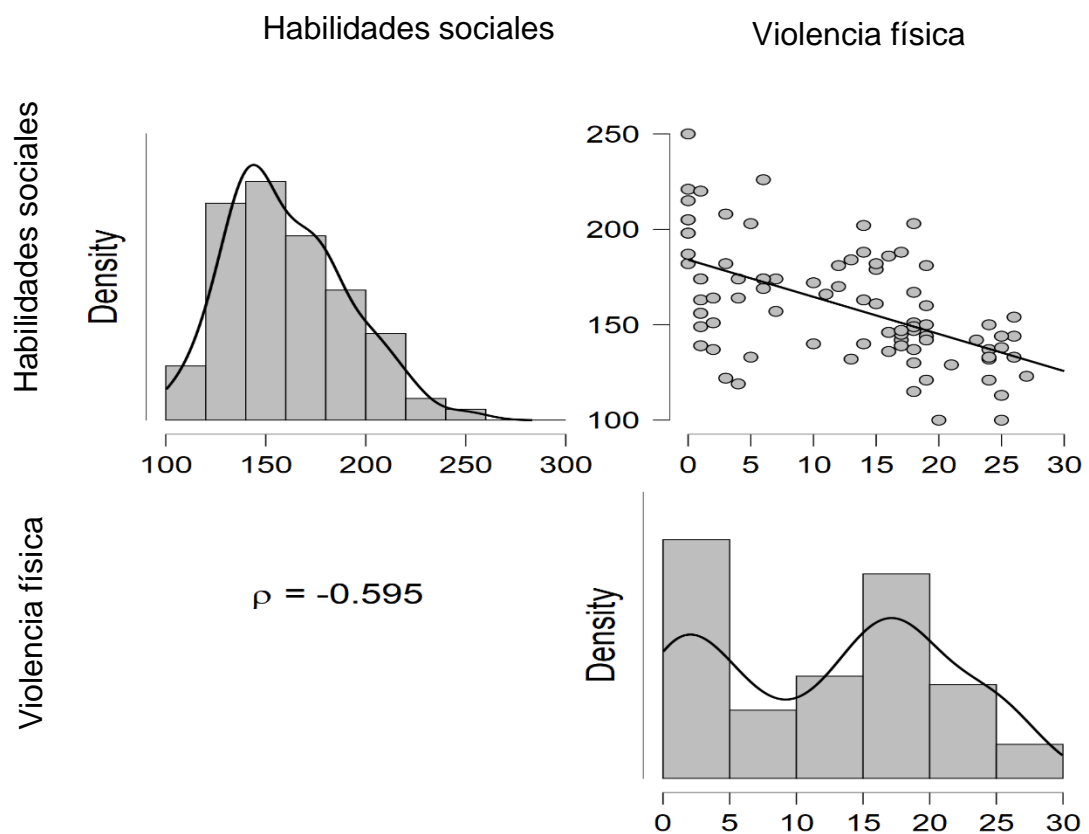 Habilidades sociales
Violencia física
Habilidades sociales
Density
100 150 200 250 300
250
200
150
100
0 5 10 15 20 25 30
Violencia física
ρ = -0.595
Density
0 5 10 15 20 25 30